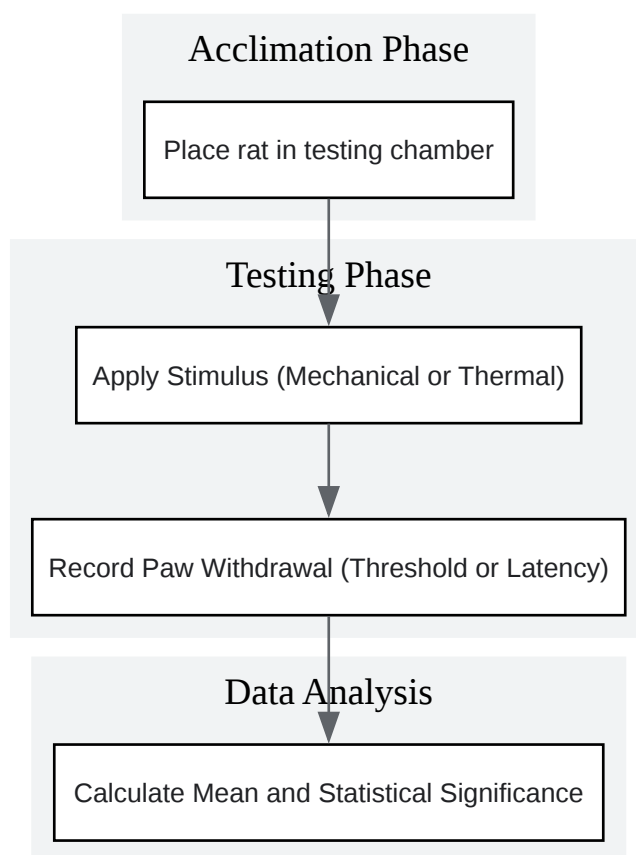 Acclimation Phase
Place rat in testing chamber
Testing Phase
Apply Stimulus (Mechanical or Thermal)
Record Paw Withdrawal (Threshold or Latency)
Data Analysis
Calculate Mean and Statistical Significance